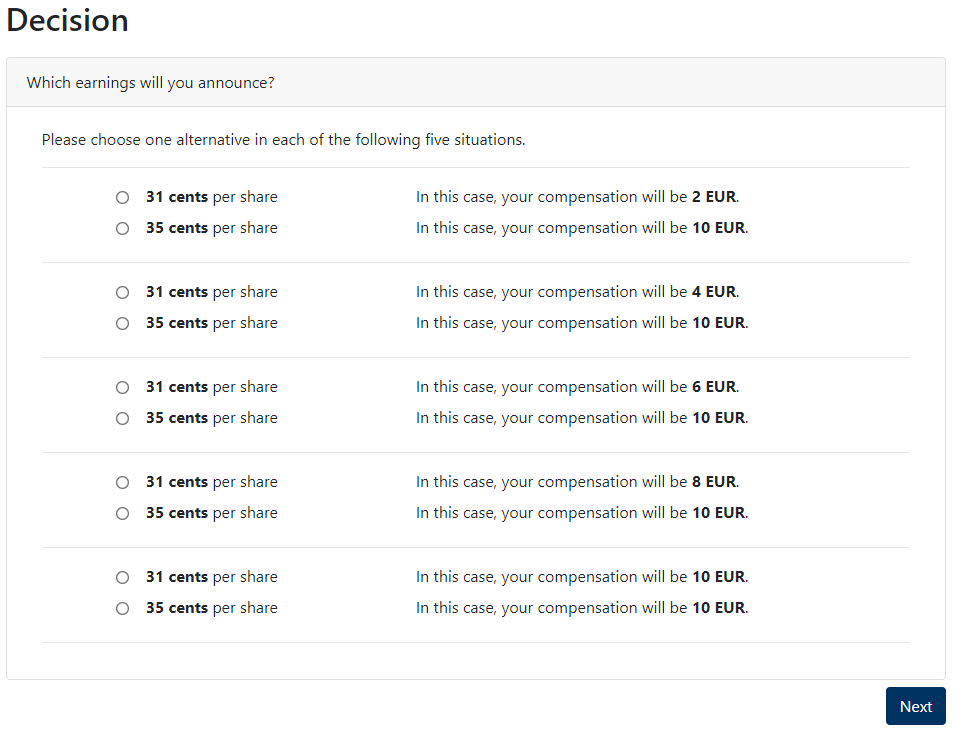 Decision
Which earnings will you announce?
Please choose one alternative in each of the following five situations.
31 cents per share In this case, your compensation will be 2 EUR.
35 cents per share In this case, your compensation will be 10 EUR.
31 cents per share In this case, your compensation will be 4 EUR.
35 cents per share In this case, your compensation will be 10 EUR.
31 cents per share In this case, your compensation will be 6 EUR.
35 cents per share In this case, your compensation will be 10 EUR.
31 cents per share In this case, your compensation will be 8 EUR.
35 cents per share In this case, your compensation will be 10 EUR.
31 cents per share In this case, your compensation will be 10 EUR.
35 cents per share In this case, your compensation will be 10 EUR.
Next